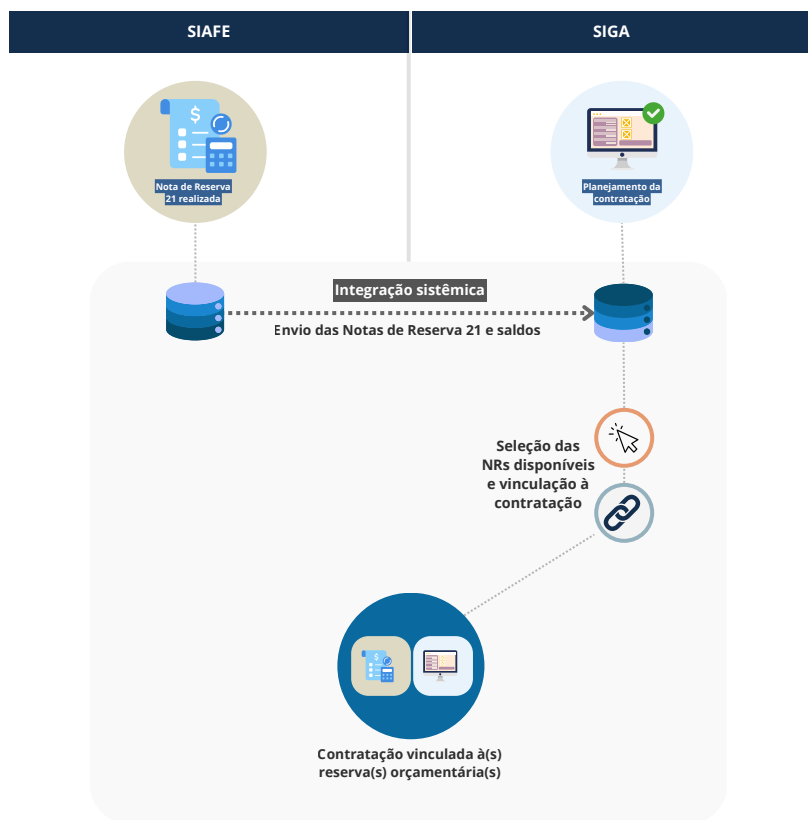 SIAFE
SIGA
Nota de Reserva
21 realizada
Planejamento da
contratação
Integração sistêmica
Envio das Notas de Reserva 21 e saldos
Seleção das
NRs disponíveis
e vinculação à
contratação
Contratação vinculada à(s)
reserva(s) orçamentária(s)